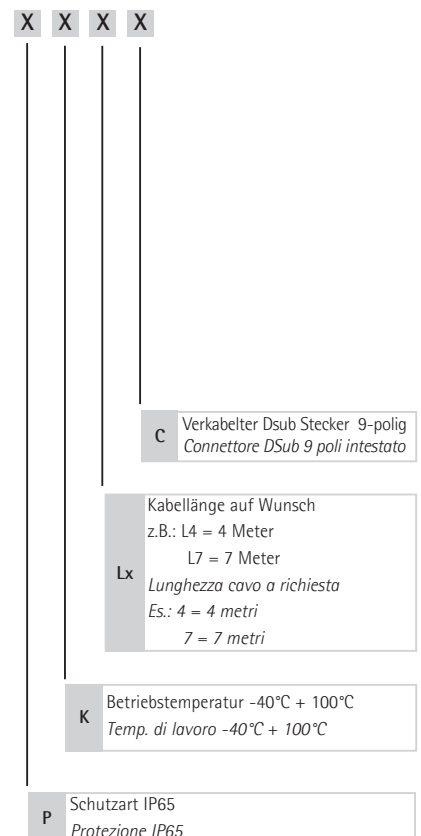 X X X X
C
Verkabelter Dsub Stecker 9-polig
Connettore DSub 9 poli intestato
Lx
Kabellänge auf Wunsch
z.B.: L4 = 4 Meter
L7 = 7 Meter
Lunghezza cavo a richiesta
Es.: 4 = 4 metri
7 = 7 metri
K
Betriebstemperatur -40°C + 100°C
Temp. di lavoro -40°C + 100°C
P
Schutzart IP65
Protezione IP65